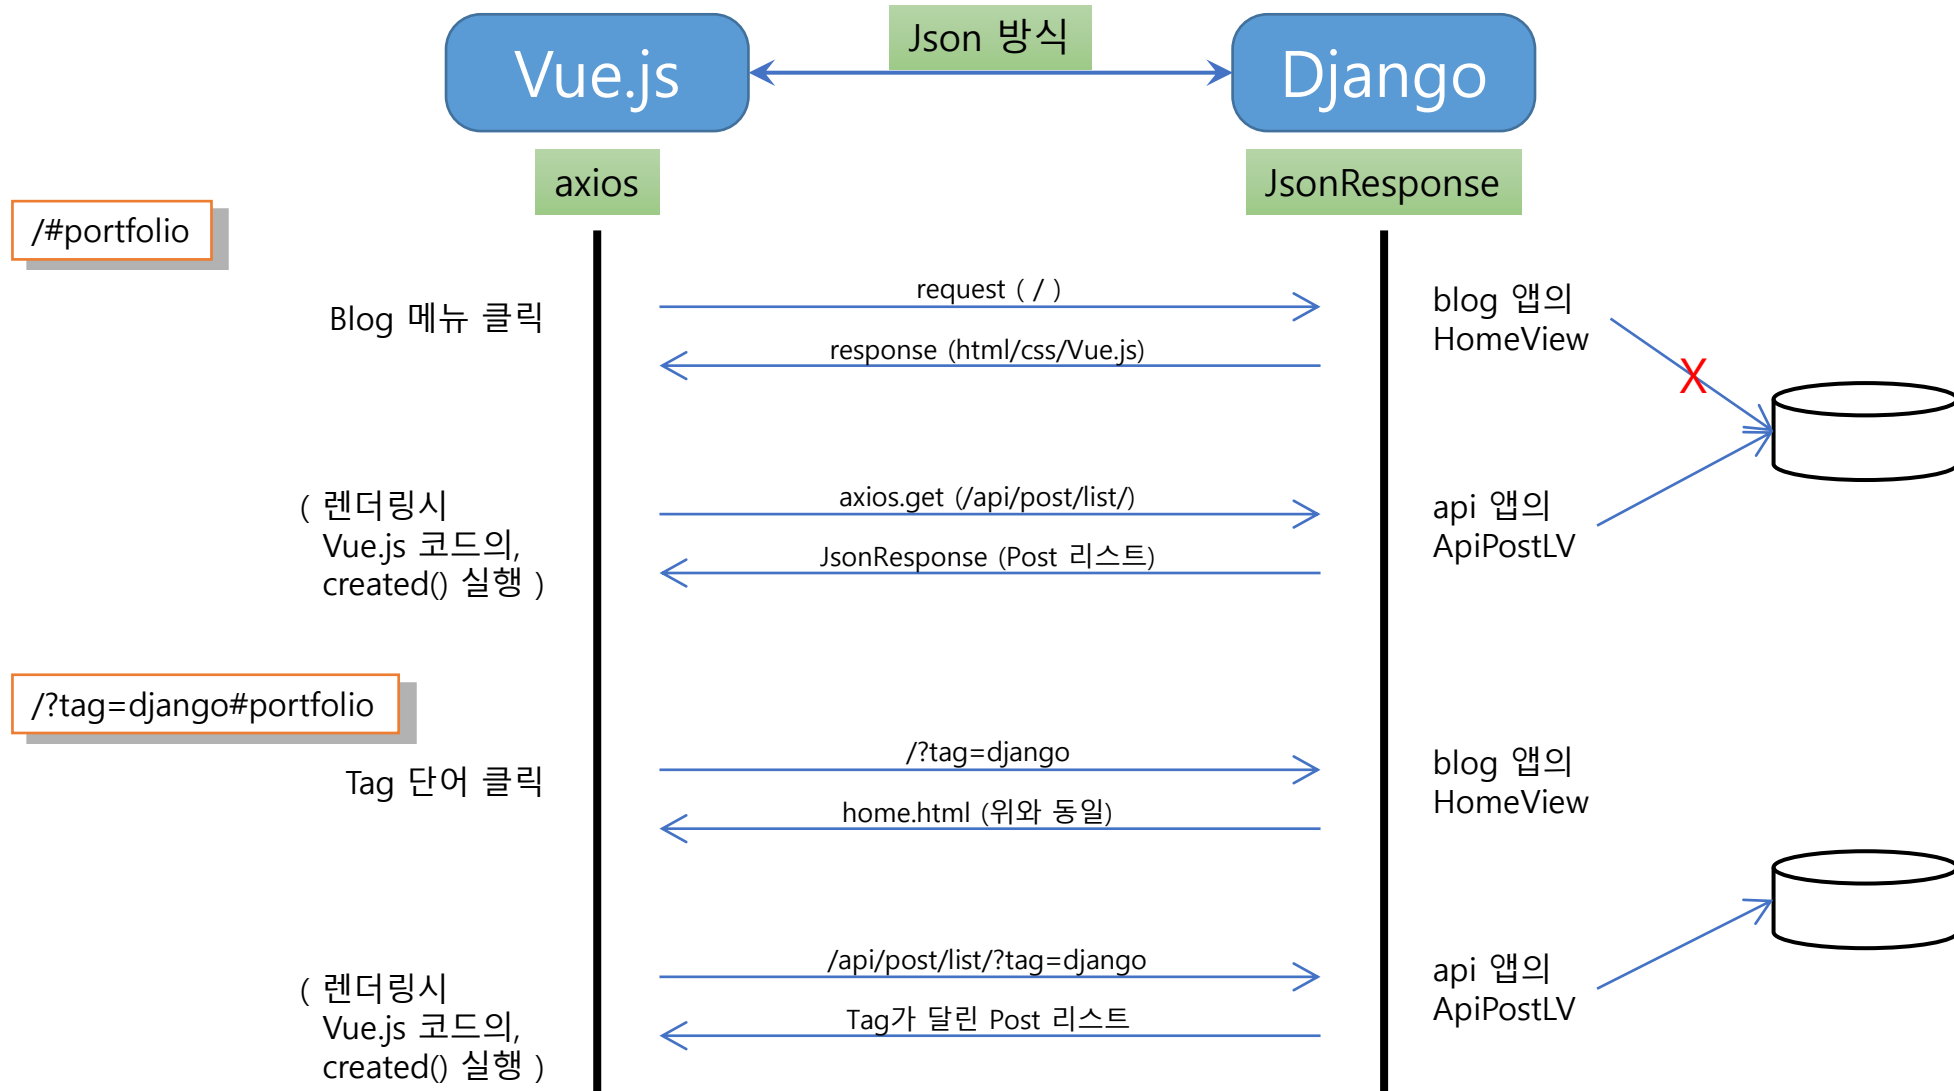 Vue.js
Json 방식
Django
axios
JsonResponse
/#portfolio
Blog 메뉴 클릭
request ( / )
response (html/css/Vue.js)
blog 앱의
HomeView
X
( 렌더링시
Vue.js 코드의,
created() 실행 )
axios.get (/api/post/list/)
JsonResponse (Post 리스트)
api 앱의
ApiPostLV
/?tag=django#portfolio
Tag 단어 클릭
/?tag=django
home.html (위와 동일)
blog 앱의
HomeView
( 렌더링시
Vue.js 코드의,
created() 실행 )
/api/post/list/?tag=django
Tag가 달린 Post 리스트
api 앱의
ApiPostLV